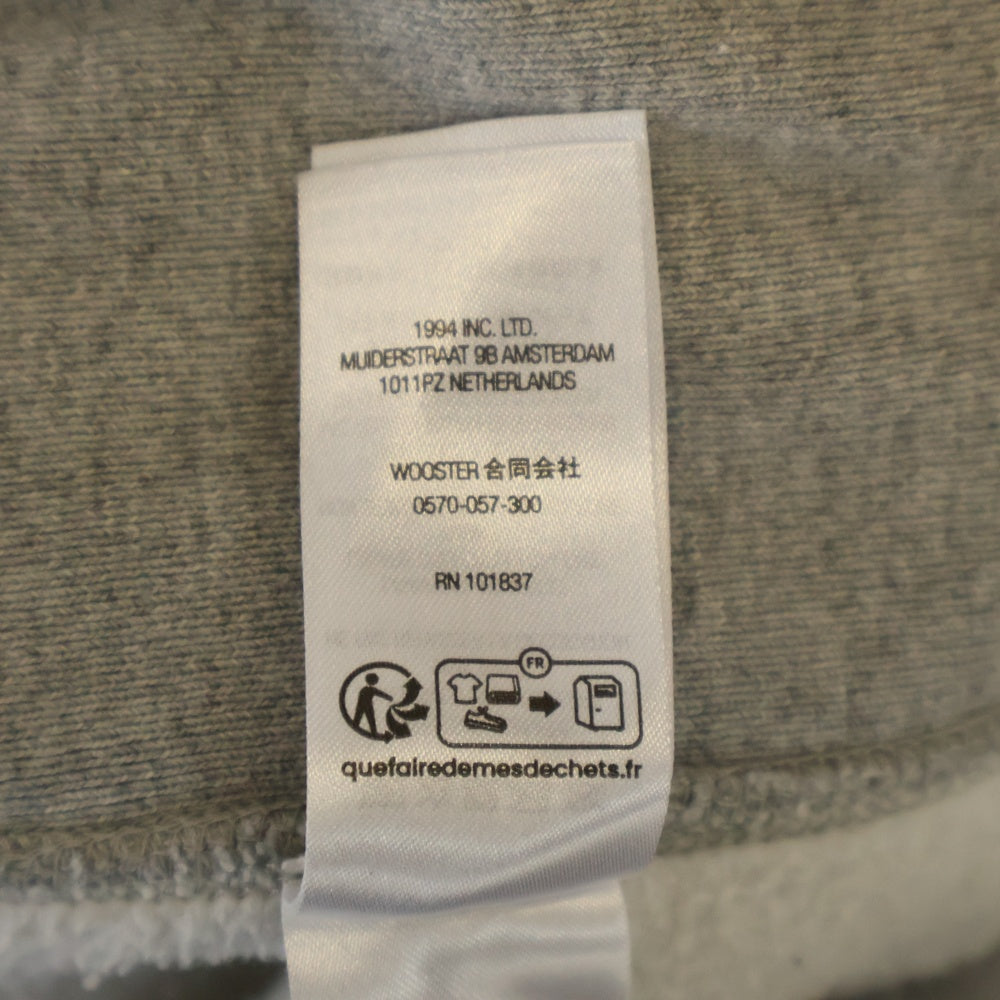 1994 INC. LTD.
MUIDERSTRAAT 9B AMSTERDAM
1011PZ NETHERLANDS
WOOSTER 合同会社
0570-057-300
RN 101837
FR
quefairedemesdechets.fr